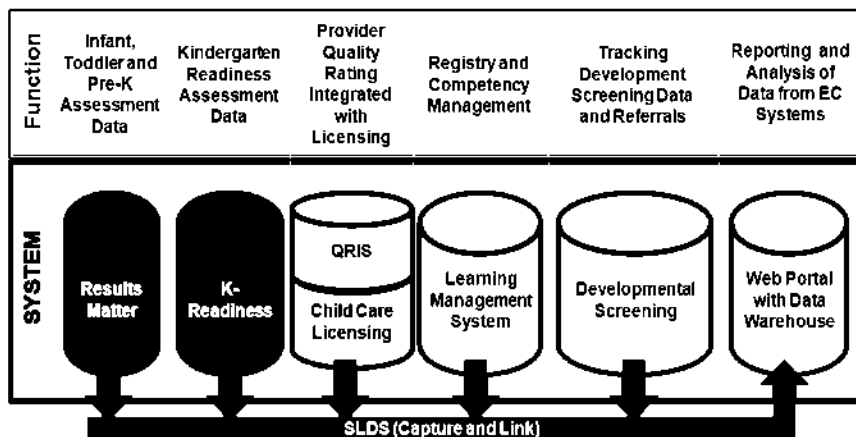 Function
Infant,
Toddler and
Pre-K
Assessment
Data
Kindergarten
Readiness
Assessment
Data
Provider
Quality
Rating
Integrated
with
Licensing
Registry and
Competency
Management
Tracking
Development
Screening Data
and Referrals
Reporting and
Analysis of
Data from EC
Systems
SYSTEM
Results
Matter
K-
Readiness
QRIS
Child Care
Licensing
Learning
Management
System
Developmental
Screening
Web Portal
with Data
Warehouse
SLDS (Capture and Link)